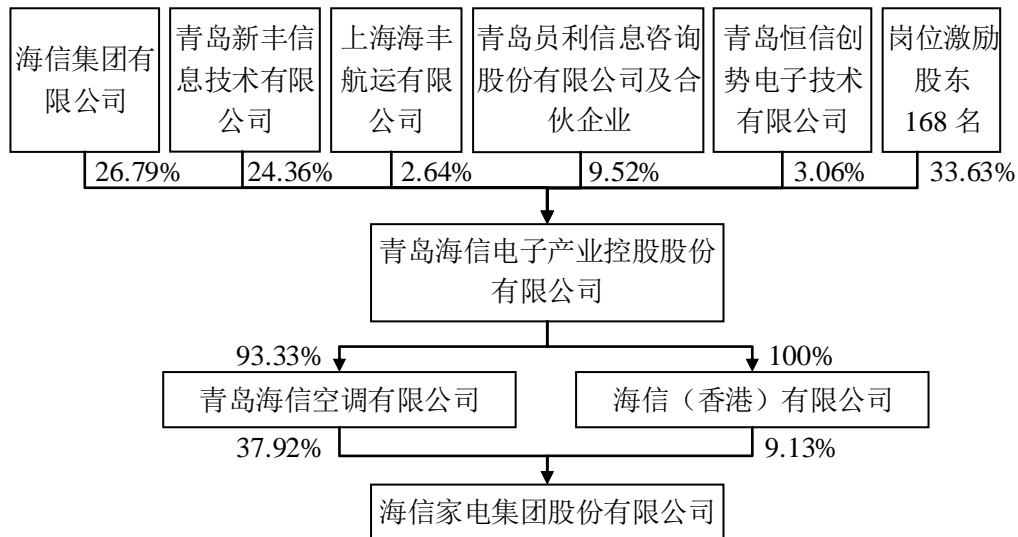 海信集团有
限公司
青岛新丰信
息技术有限
公司
上海海丰
航运有限
公司
青岛员利信息咨询
股份有限公司及合
伙企业
青岛恒信创
势电子技术
有限公司
岗位激励
股东
168 名
26.79%
24.36%
2.64%
9.52%
3.06%
33.63%
青岛海信电子产业控股股份
有限公司
93.33%
100%
青岛海信空调有限公司
海信（香港）有限公司
37.92%
9.13%
海信家电集团股份有限公司